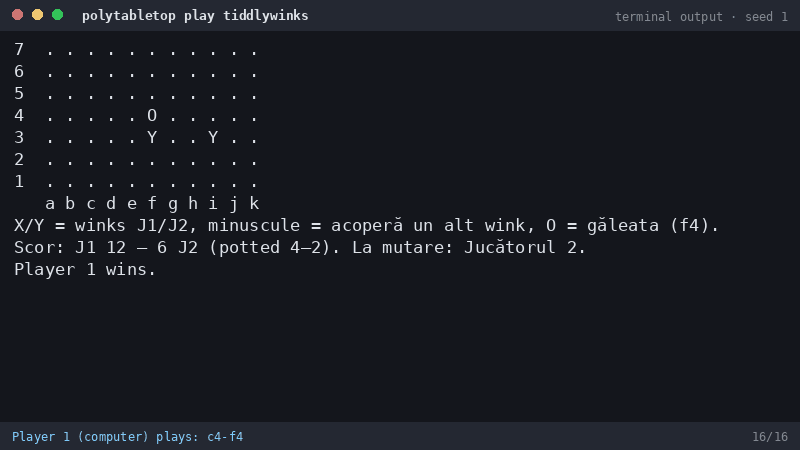 polytabletop play tiddlywinks
terminal output · seed 1
7 . . . . . . . . . . .
6 . . . . . . . . . . .
5 . . . . . . . . . . .
4 . . . . . O . . . . .
3 . . . . . Y . . Y . .
2 . . . . . . . . . . .
1 . . . . . . . . . . .
a b c d e f g h i j k
X/Y = winks J1/J2, minuscule = acoperă un alt wink, O = găleata (f4).
Scor: J1 12 – 6 J2 (potted 4–2). La mutare: Jucătorul 2.
Player 1 wins.
Player 1 (computer) plays: c4-f4
16/16